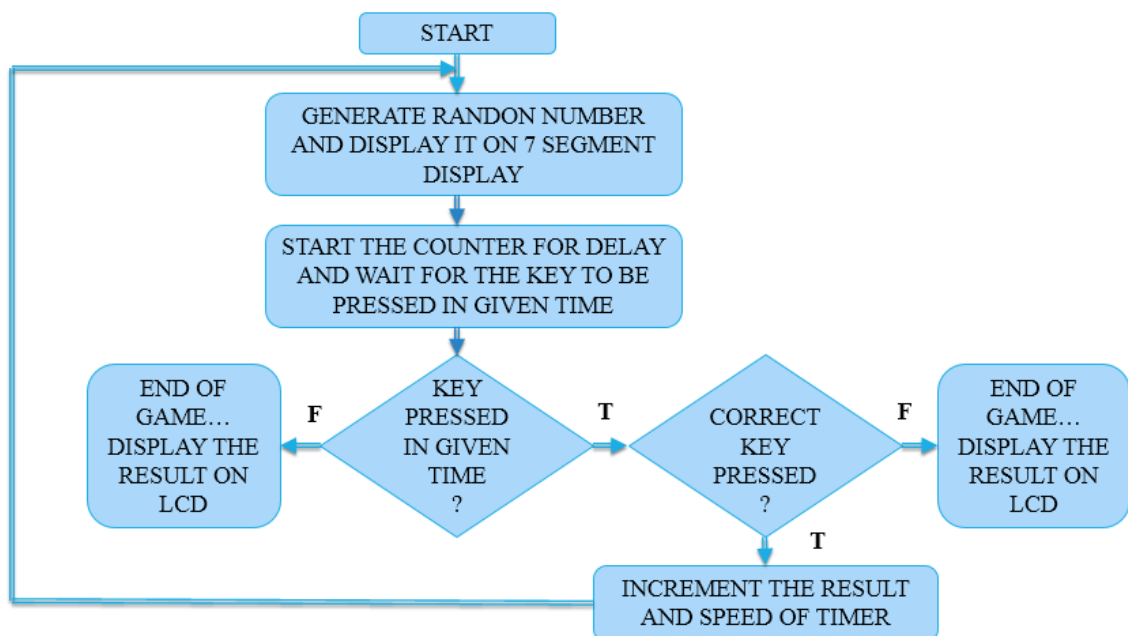 START
GENERATE RANDON NUMBER
AND DISPLAY IT ON 7 SEGMENT
DISPLAY
START THE COUNTER FOR DELAY
AND WAIT FOR THE KEY TO BE
PRESSED IN GIVEN TIME
END OF
GAME...
DISPLAY THE
RESULT ON
LCD
F
KEY
PRESSED
IN GIVEN
TIME
?
T
CORRECT
KEY
PRESSED
?
F
END OF
GAME...
DISPLAY THE
RESULT ON
LCD
T
INCREMENT THE RESULT
AND SPEED OF TIMER